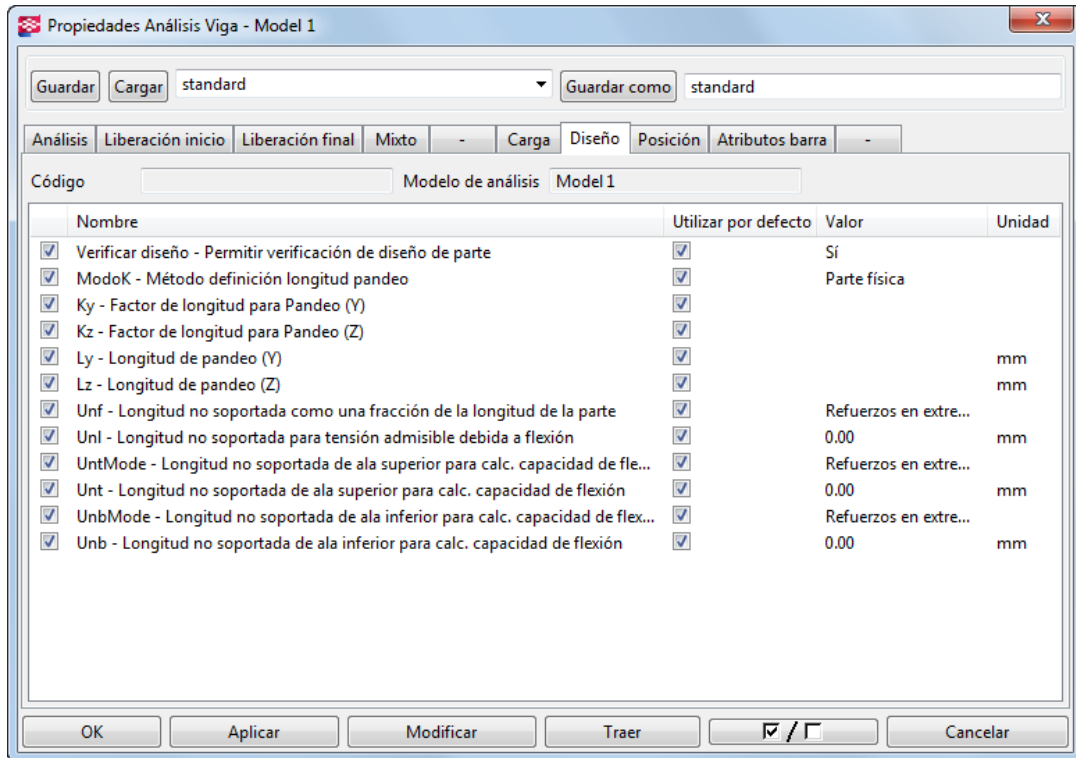 Propiedades Análisis Viga - Model 1
Guardar Cargar standard Guardar como standard
Análisis Liberación inicio Liberación final Mixto - Carga Diseño Posición Atributos barra -
Código Modelo de análisis Model 1
Nombre Utilizar por defecto Valor Unidad
Verificar diseño - Permitir verificación de diseño de parte Sí
ModoK - Método definición longitud pandeo Parte física
Ky - Factor de longitud para Pandeo (Y)
Kz - Factor de longitud para Pandeo (Z)
Ly - Longitud de pandeo (Y) mm
Lz - Longitud de pandeo (Z) mm
Unf - Longitud no soportada como una fracción de la longitud de la parte Refuerzos en extre...
Unl - Longitud no soportada para tensión admisible debida a flexión 0.00 mm
UntMode - Longitud no soportada de ala superior para calc. capacidad de fle... Refuerzos en extre...
Unt - Longitud no soportada de ala superior para calc. capacidad de flexión 0.00 mm
UnbMode - Longitud no soportada de ala inferior para calc. capacidad de flex... Refuerzos en extre...
Unb - Longitud no soportada de ala inferior para calc. capacidad de flexión 0.00 mm
OK Aplicar Modificar Traer / Cancelar